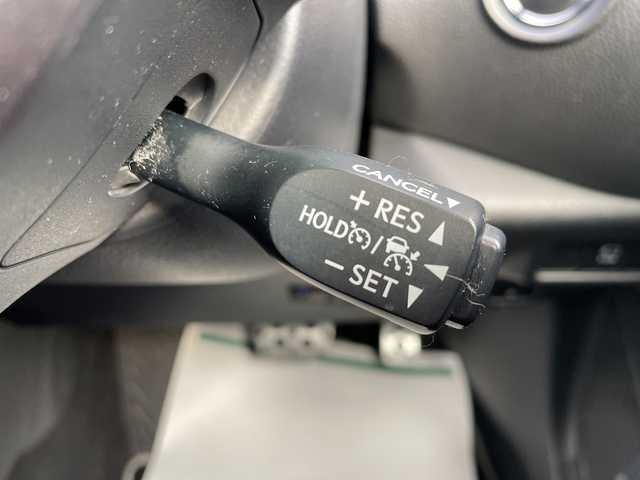 CANCEL▼
+ RES ▲
HOLD / ◀
− SET ▼